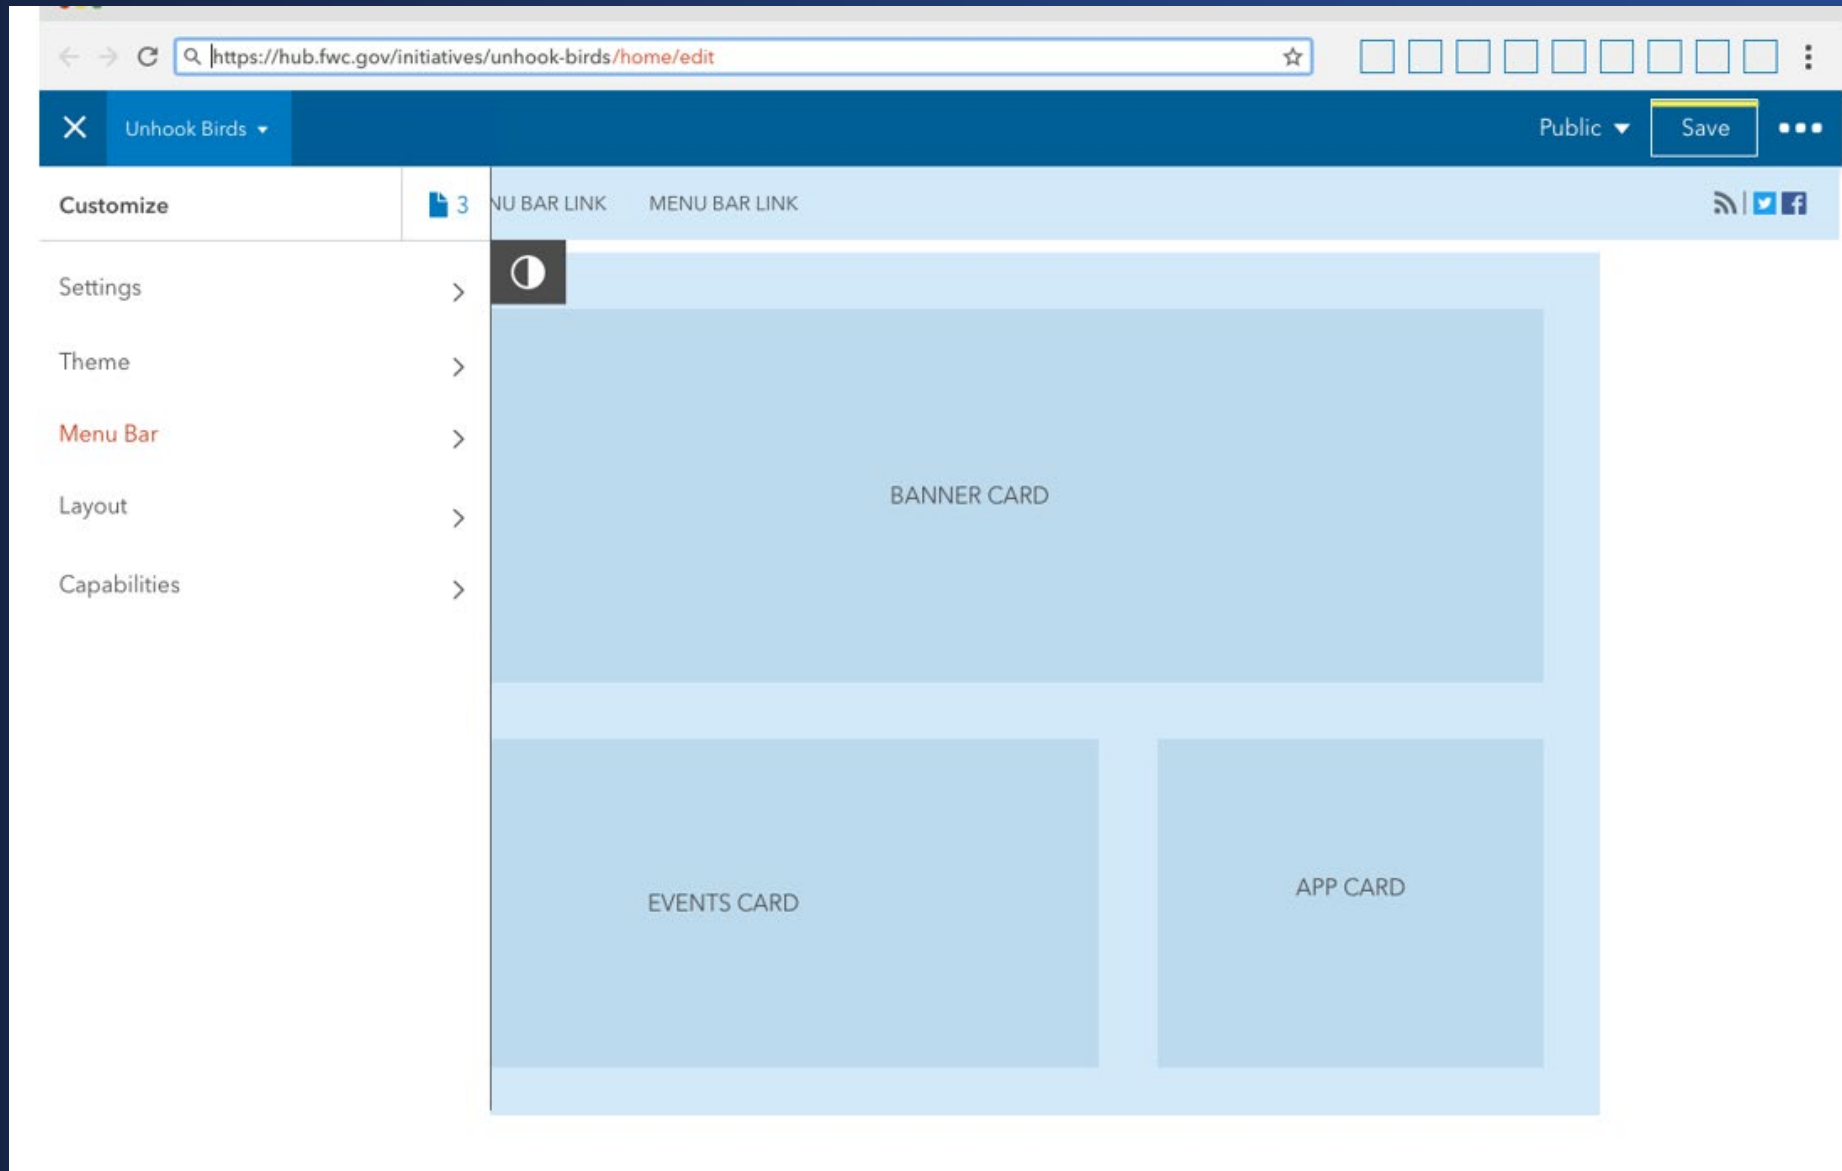 https://hub.fwc.gov/initiatives/unhook-birds/home/edit
Unhook Birds
Public
Save
Customize
3
NU BAR LINK
MENU BAR LINK
Settings
Theme
Menu Bar
Layout
Capabilities
BANNER CARD
EVENTS CARD
APP CARD